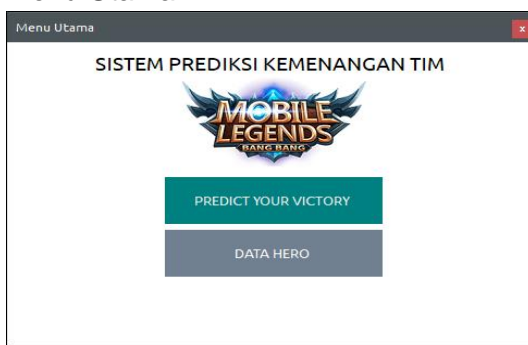 Menu Utama
x
SISTEM PREDIKSI KEMENANGAN TIM
MOBILE
LEGENDS
BANG BANG
PREDICT YOUR VICTORY
DATA HERO